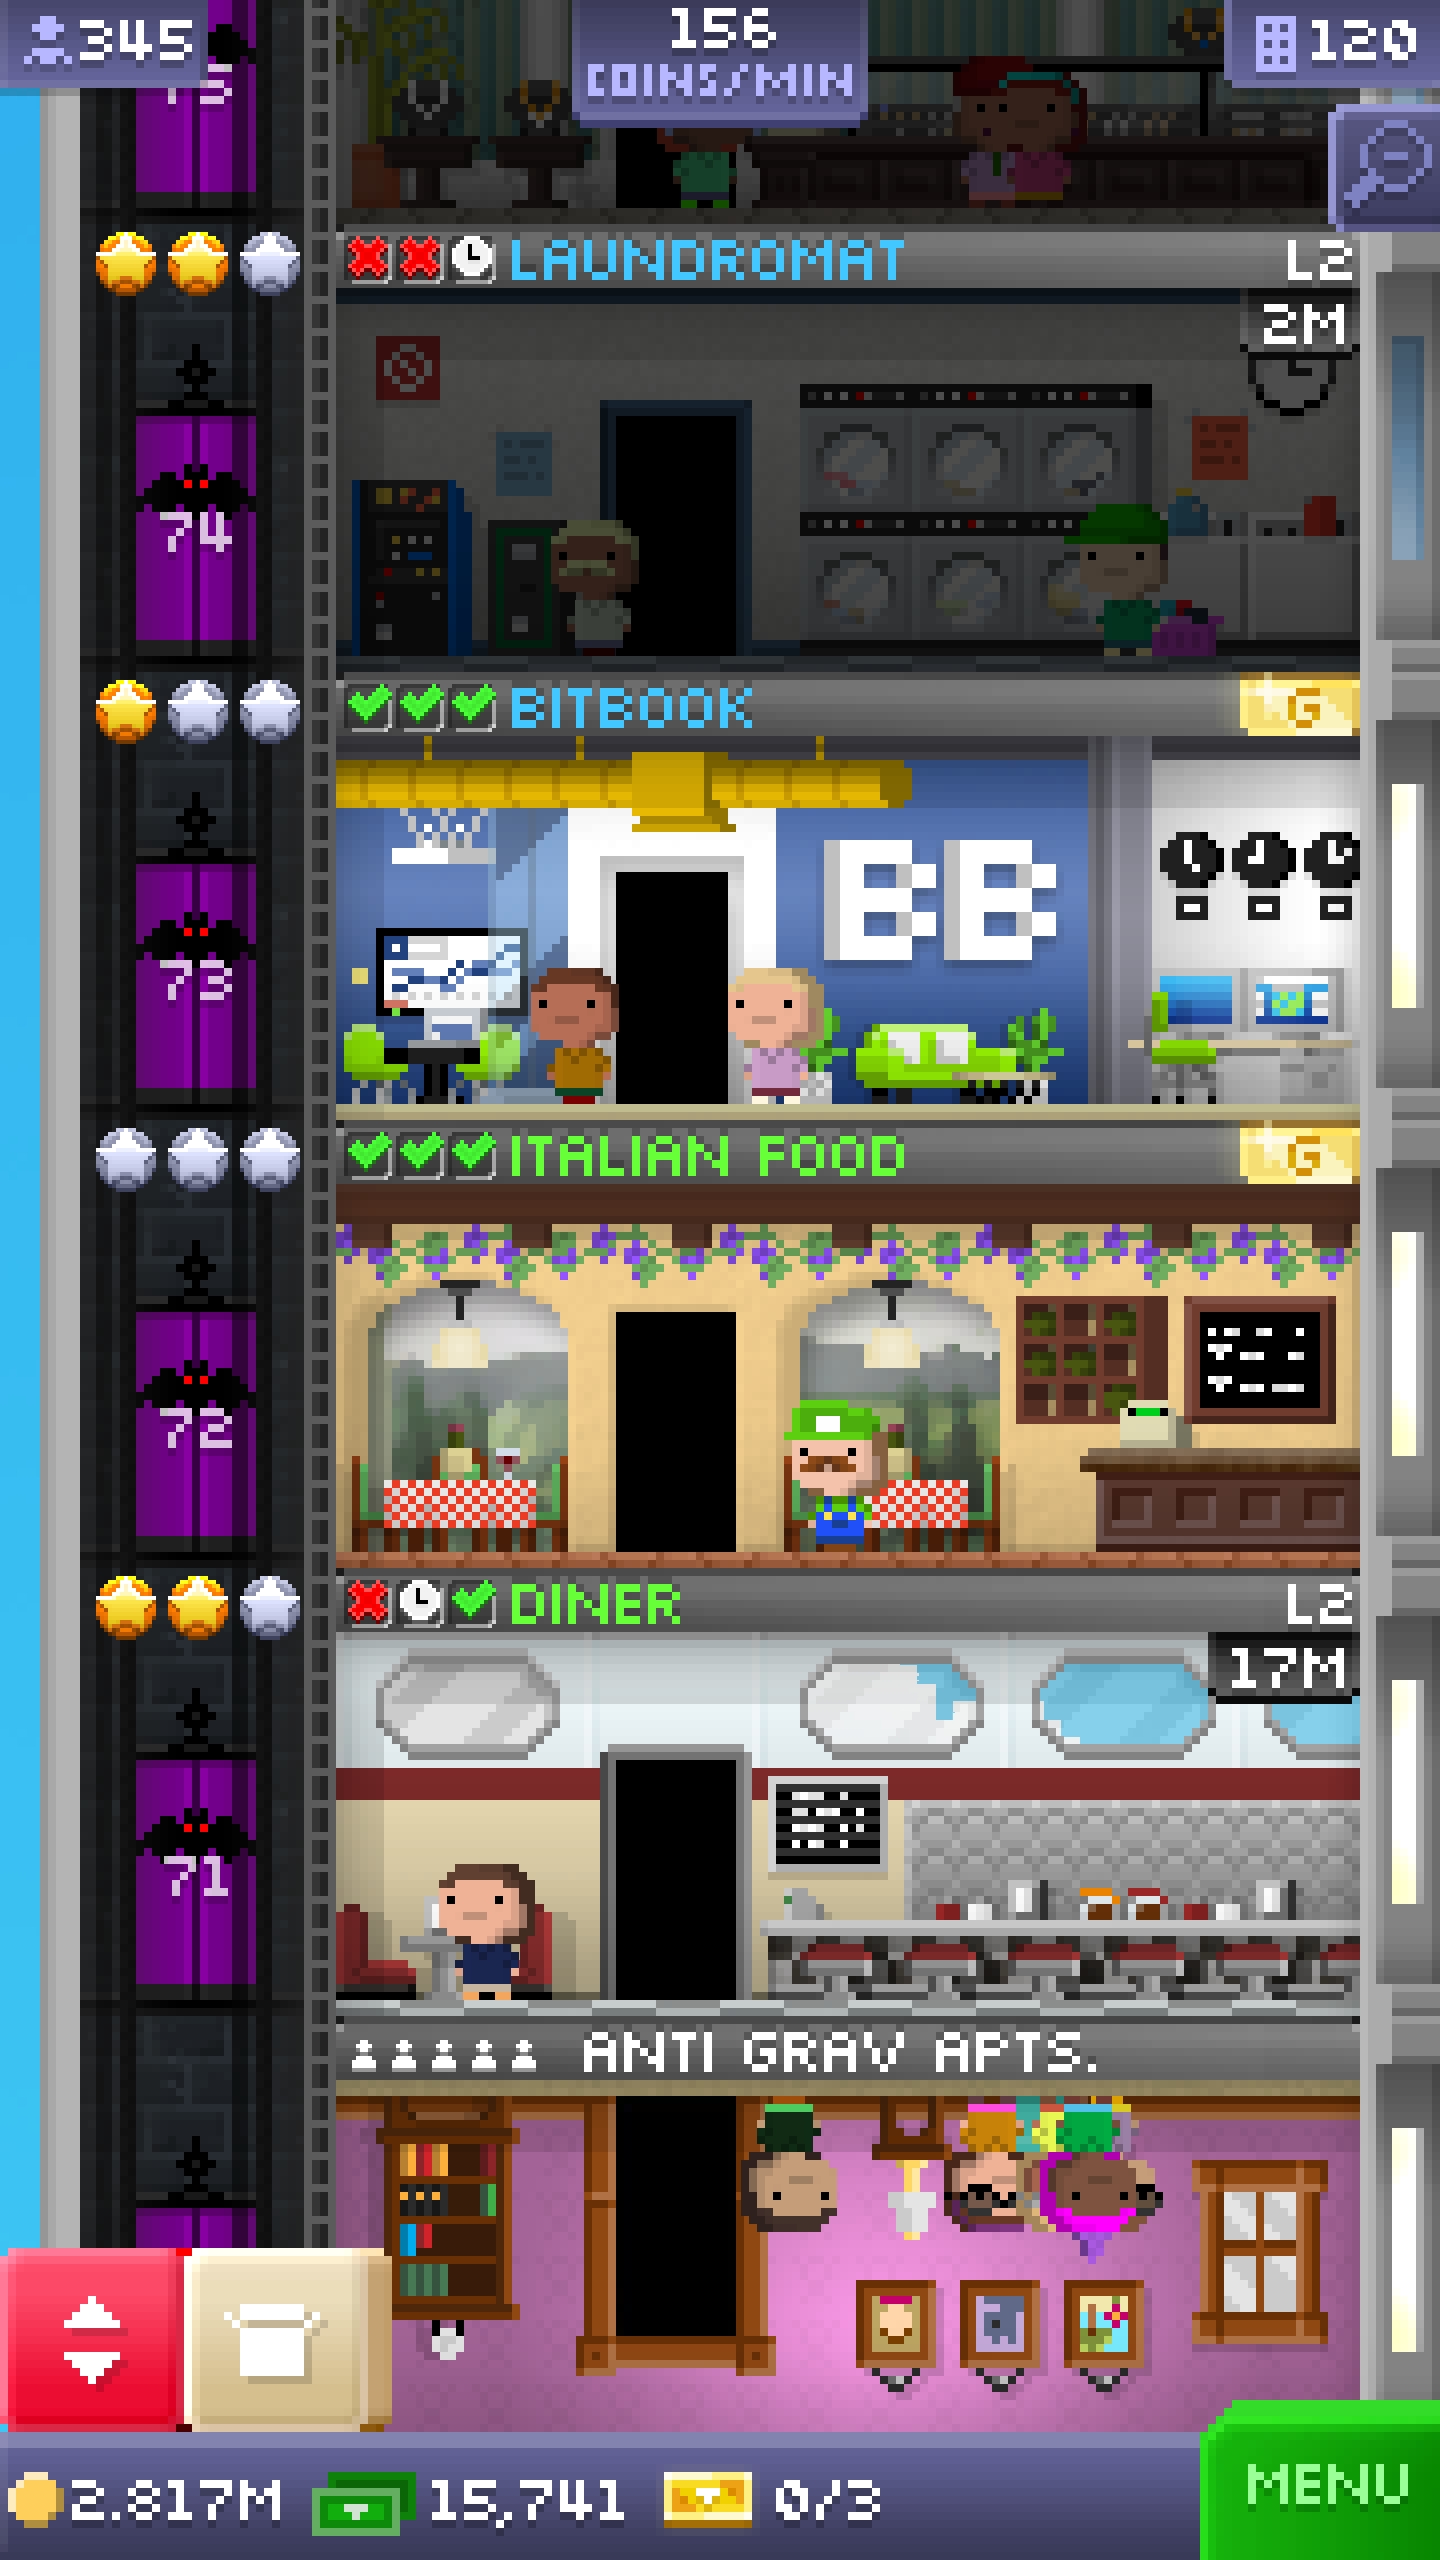 345
156
COINS/MIN
120
LAUNDROMAT
L2
2M
74
BITBOOK
G
BB
73
ITALIAN FOOD
G
72
DINER
L2
17M
71
ANTI GRAV APTS.
2.817M
15,741
0/3
MENU